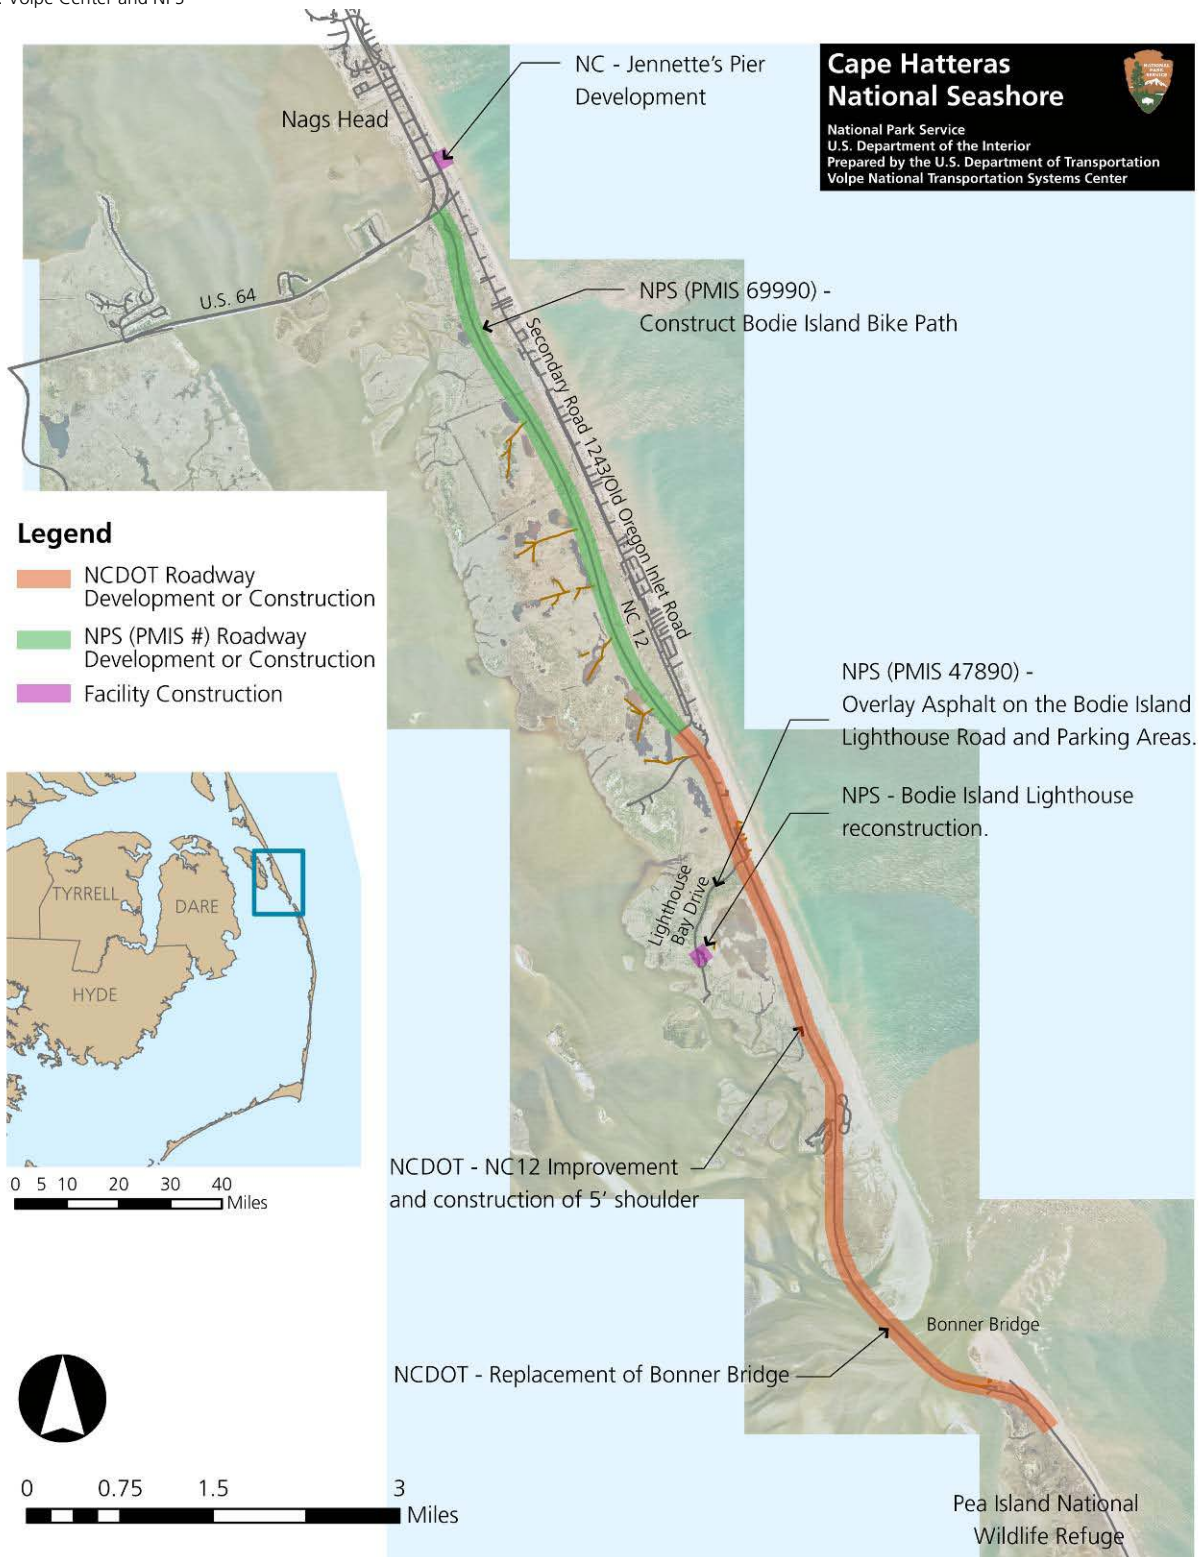 Volpe Center and NPS
Cape Hatteras
National Seashore
National Park Service
U.S. Department of the Interior
Prepared by the U.S. Department of Transportation
Volpe National Transportation Systems Center
NC - Jennette's Pier
Development
Nags Head
U.S. 64
NPS (PMIS 69990) -
Construct Bodie Island Bike Path
Secondary Road 1243/Old Oregon Inlet Road
NC 12
Legend
NCDOT Roadway
Development or Construction
NPS (PMIS #) Roadway
Development or Construction
Facility Construction
NPS (PMIS 47890) -
Overlay Asphalt on the Bodie Island
Lighthouse Road and Parking Areas.
NPS - Bodie Island Lighthouse
reconstruction.
Lighthouse
Bay Drive
TYRRELL
DARE
HYDE
0 5 10 20 30 40
Miles
NCDOT - NC12 Improvement
and construction of 5' shoulder
Bonner Bridge
NCDOT - Replacement of Bonner Bridge
0 0.75 1.5 3
Miles
Pea Island National
Wildlife Refuge